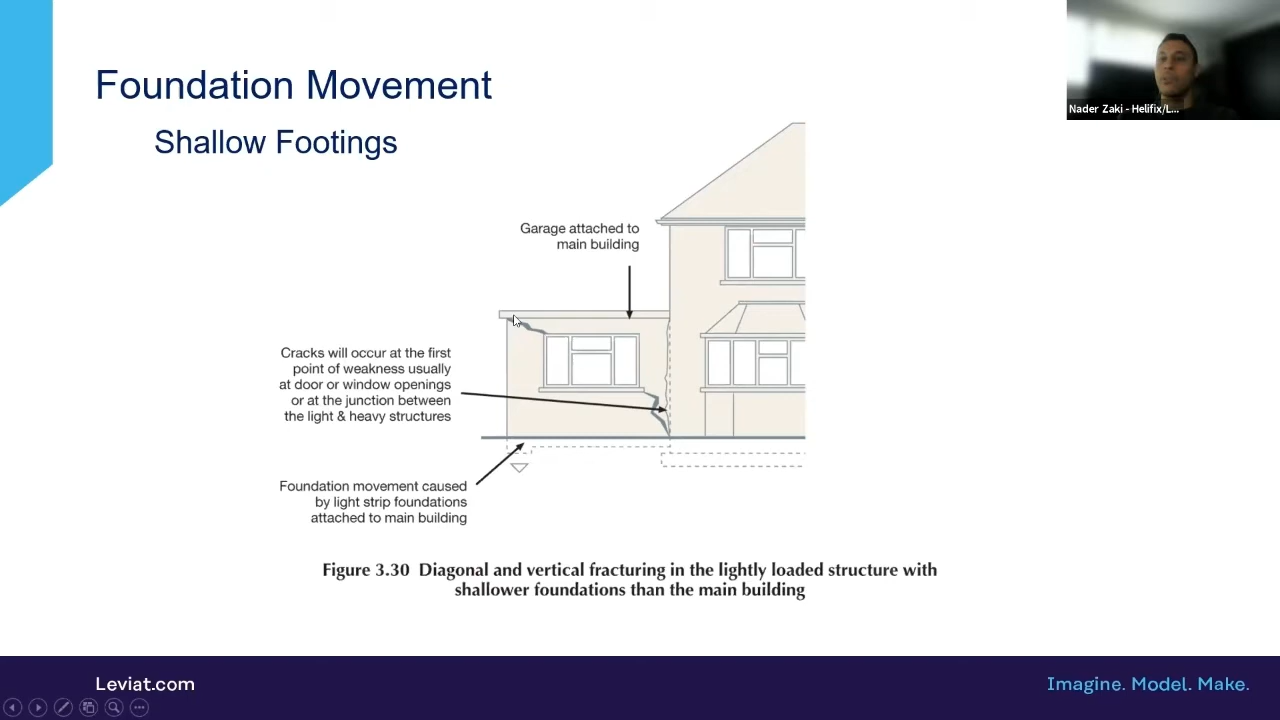 Foundation Movement
Shallow Footings
Nader Zaki - Helifix/L...
Garage attached to
main building
Cracks will occur at the first
point of weakness usually
at door or window openings
or at the junction between
the light & heavy structures
Foundation movement caused
by light strip foundations
attached to main building
Figure 3.30 Diagonal and vertical fracturing in the lightly loaded structure with
shallower foundations than the main building
Leviat.com
Imagine. Model. Make.